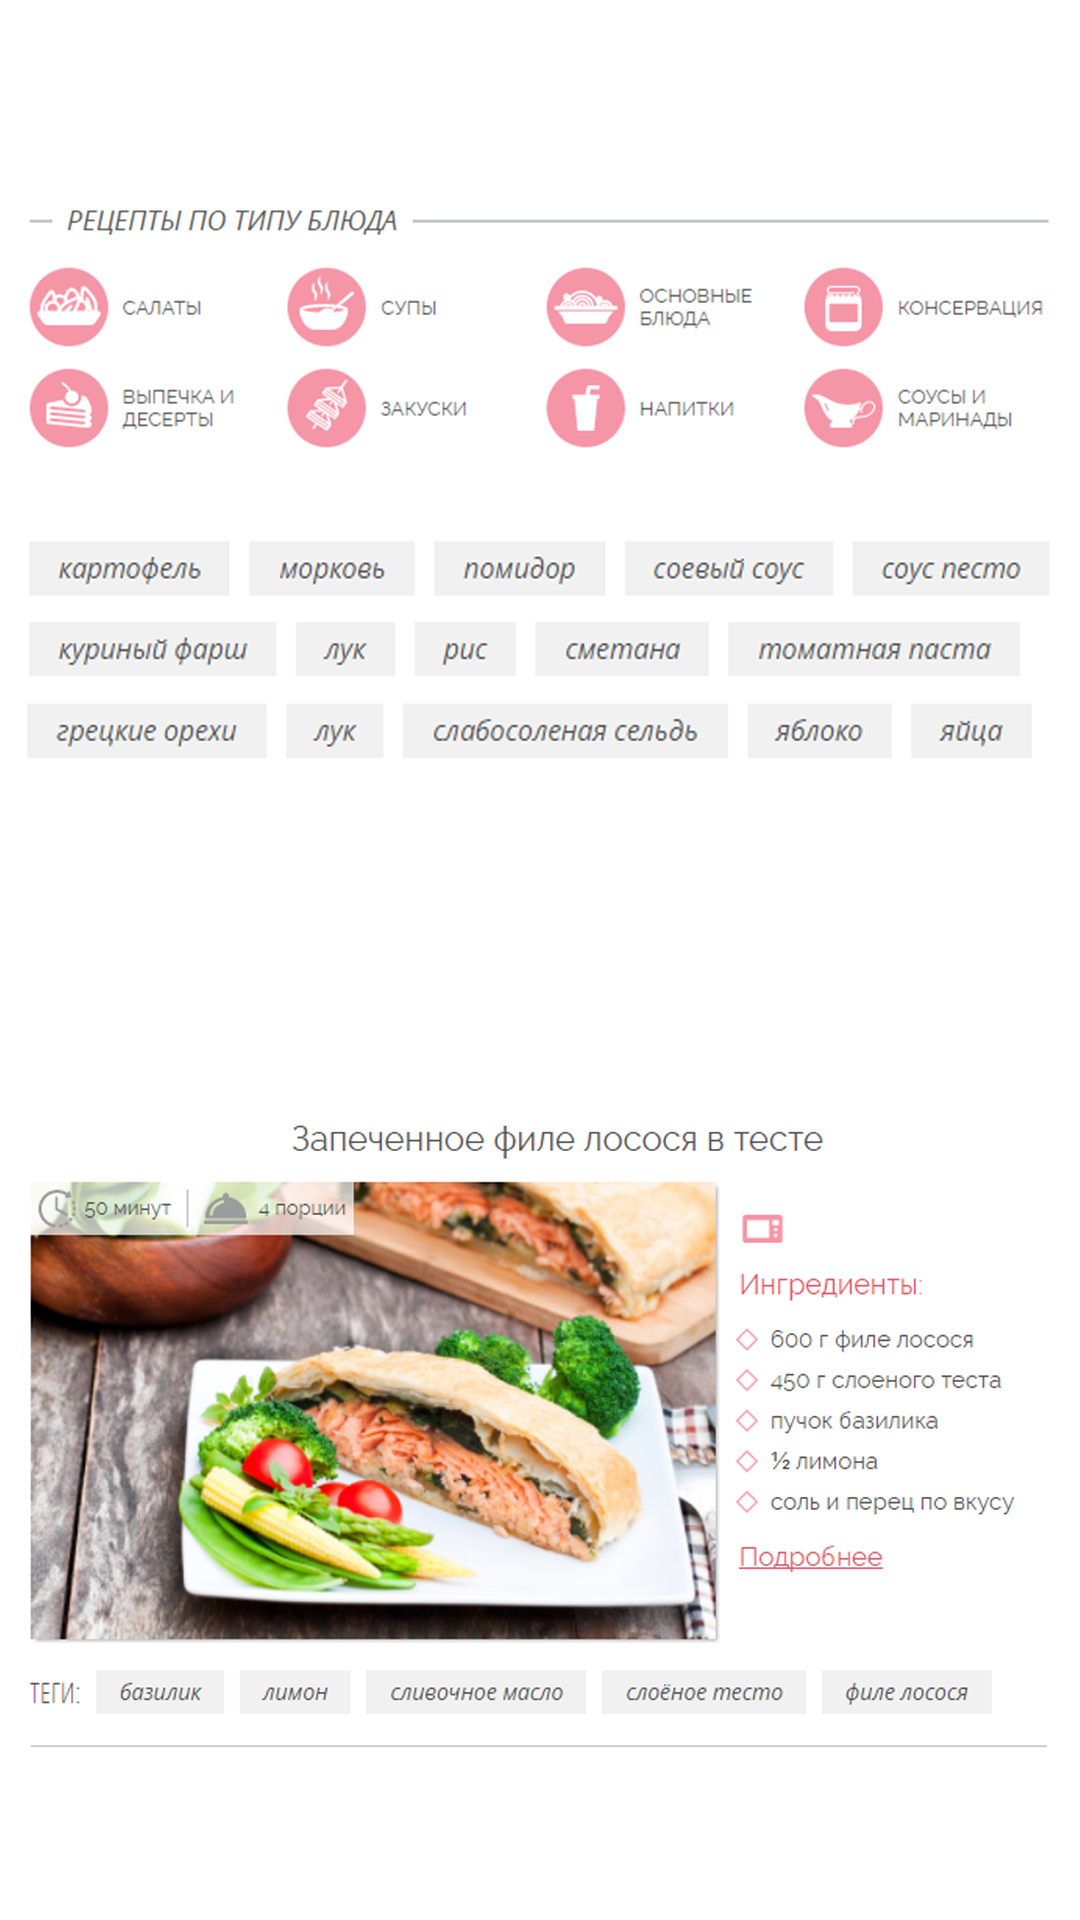 РЕЦЕПТЫ ПО ТИПУ БЛЮДА
САЛАТЫ
СУПЫ
ОСНОВНЫЕ
БЛЮДА
КОНСЕРВАЦИЯ
ВЫПЕЧКА И
ДЕСЕРТЫ
ЗАКУСКИ
НАПИТКИ
СОУСЫ И
МАРИНАДЫ
картофель
морковь
помидор
соевый соус
соус песто
куриный фарш
лук
рис
сметана
томатная паста
грецкие орехи
лук
слабосоленая сельдь
яблоко
яйца
Запеченное филе лосося в тесте
50 минут
4 порции
Ингредиенты:
600 г филе лосося
450 г слоеного теста
пучок базилика
½ лимона
соль и перец по вкусу
Подробнее
ТЕГИ:
базилик
лимон
сливочное масло
слоёное тесто
филе лосося